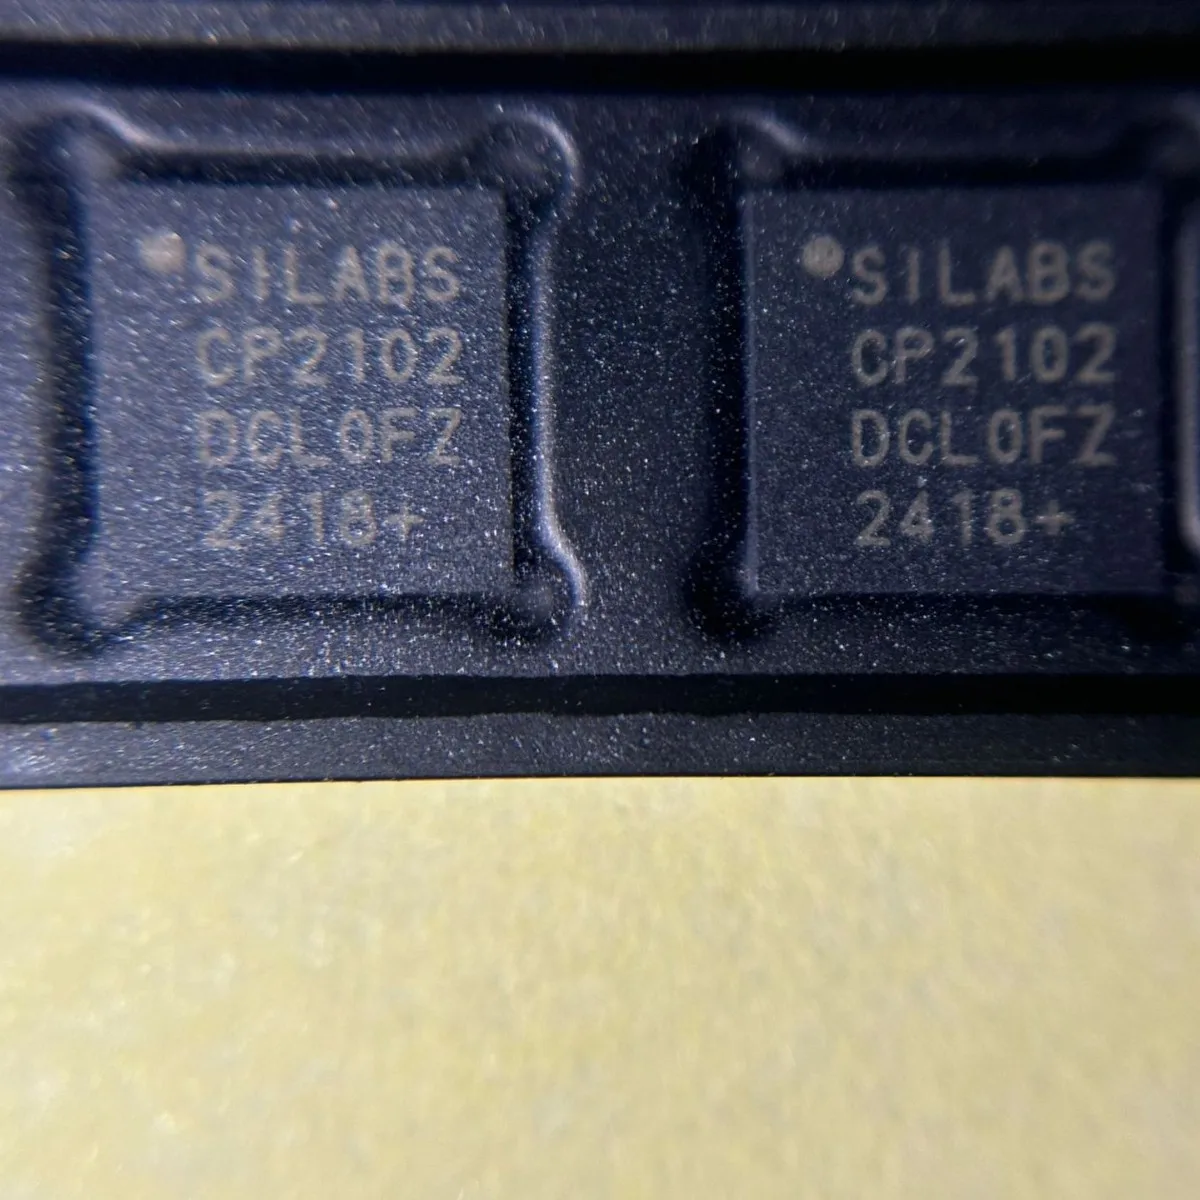 SILABS
CP2102
DCL0FZ
2418+
SILABS
CP2102
DCL0FZ
2418+